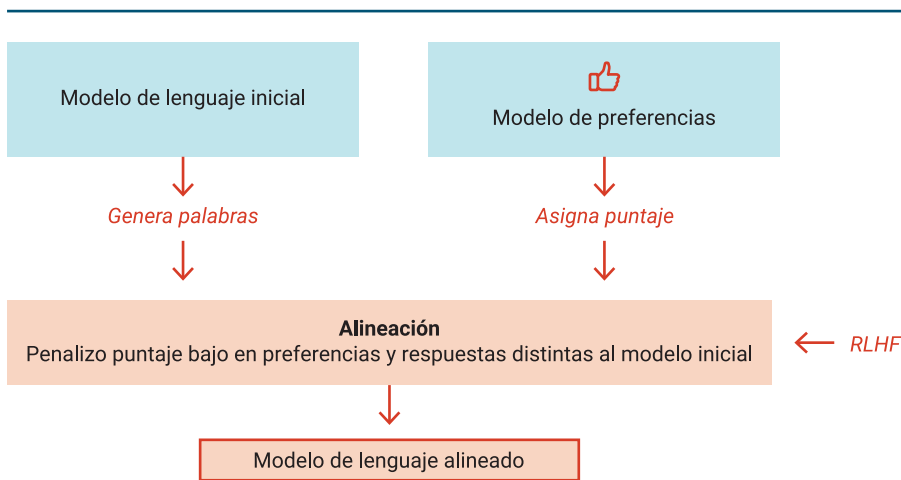 Modelo de lenguaje inicial
Modelo de preferencias
Genera palabras
Asigna puntaje
Alineación
Penalizo puntaje bajo en preferencias y respuestas distintas al modelo inicial
RLHF
Modelo de lenguaje alineado